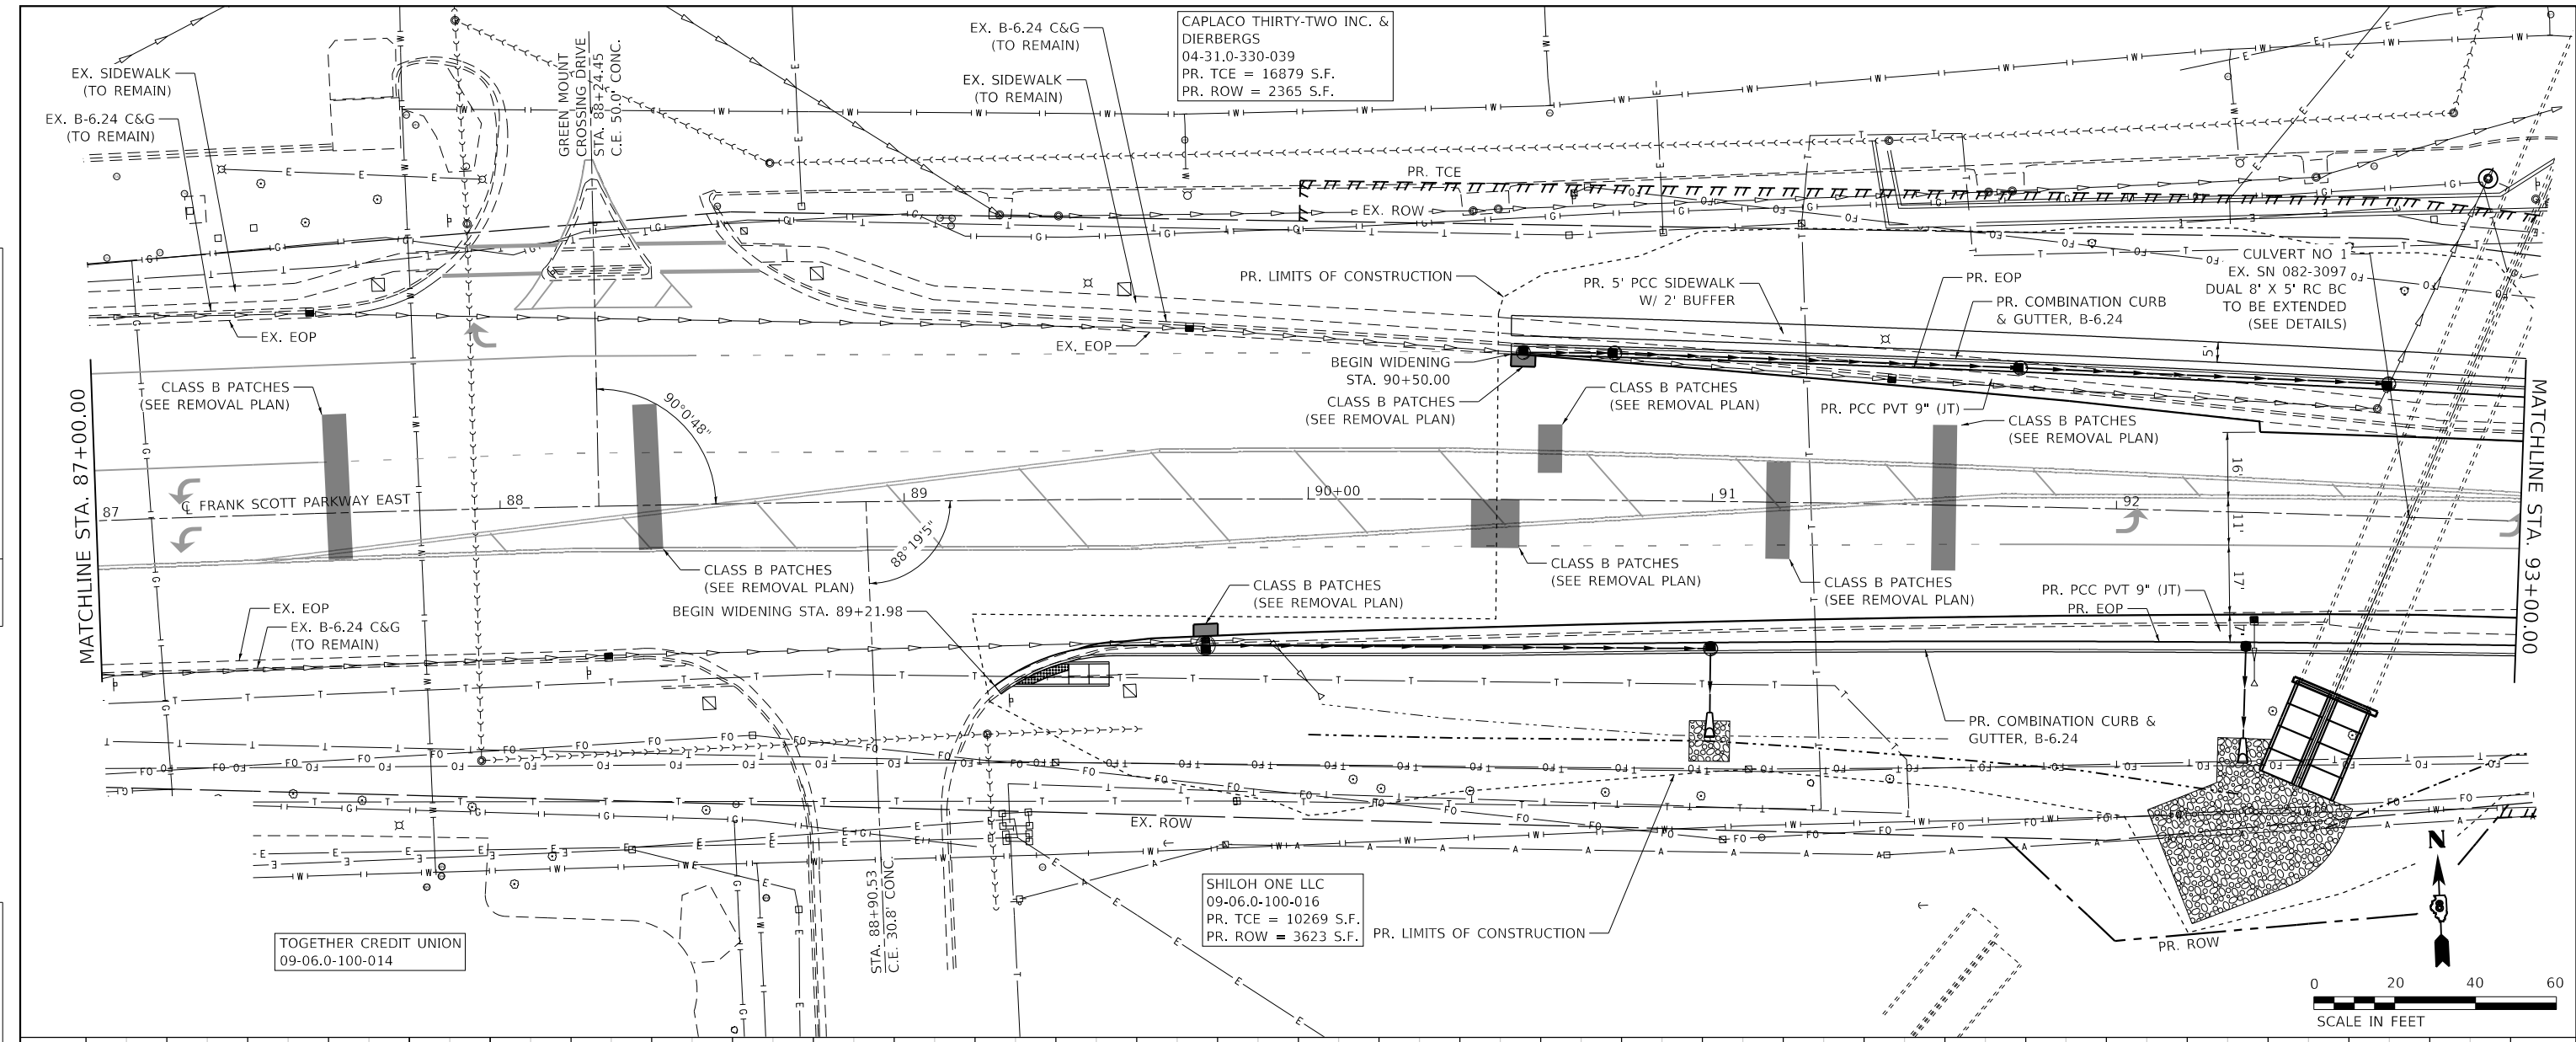 EX. SIDEWALK
(TO REMAIN)
EX. B-6.24 C&G
(TO REMAIN)
GREEN MOUNT
CROSSING DRIVE
STA. 88+24.45
C.E. 50.0' CONC.
EX. B-6.24 C&G
(TO REMAIN)
EX. SIDEWALK
(TO REMAIN)
CAPLACO THIRTY-TWO INC. &
DIERBERGS
04-31.0-330-039
PR. TCE = 16879 S.F.
PR. ROW = 2365 S.F.
PR. TCE
EX. ROW
EX. EOP
EX. EOP
PR. LIMITS OF CONSTRUCTION
PR. 5' PCC SIDEWALK
W/ 2' BUFFER
PR. EOP
PR. COMBINATION CURB
& GUTTER, B-6.24
CULVERT NO 1
EX. SN 082-3097
DUAL 8' X 5' RC BC
TO BE EXTENDED
(SEE DETAILS)
5'
BEGIN WIDENING
STA. 90+50.00
CLASS B PATCHES
(SEE REMOVAL PLAN)
CLASS B PATCHES
(SEE REMOVAL PLAN)
CLASS B PATCHES
(SEE REMOVAL PLAN)
PR. PCC PVT 9" (JT)
CLASS B PATCHES
(SEE REMOVAL PLAN)
MATCHLINE STA. 87+00.00
MATCHLINE STA. 93+00.00
90°0'48"
88°19'5"
87
℄ FRANK SCOTT PARKWAY EAST
88
89
90+00
91
92
16'
11'
17'
7'
CLASS B PATCHES
(SEE REMOVAL PLAN)
CLASS B PATCHES
(SEE REMOVAL PLAN)
CLASS B PATCHES
(SEE REMOVAL PLAN)
CLASS B PATCHES
(SEE REMOVAL PLAN)
BEGIN WIDENING STA. 89+21.98
EX. EOP
EX. B-6.24 C&G
(TO REMAIN)
PR. PCC PVT 9" (JT)
PR. EOP
PR. COMBINATION CURB &
GUTTER, B-6.24
EX. ROW
STA. 88+90.53
C.E. 30.8' CONC.
SHILOH ONE LLC
09-06.0-100-016
PR. TCE = 10269 S.F.
PR. ROW = 3623 S.F.
PR. LIMITS OF CONSTRUCTION
TOGETHER CREDIT UNION
09-06.0-100-014
PR. ROW
N
8
0 20 40 60
SCALE IN FEET